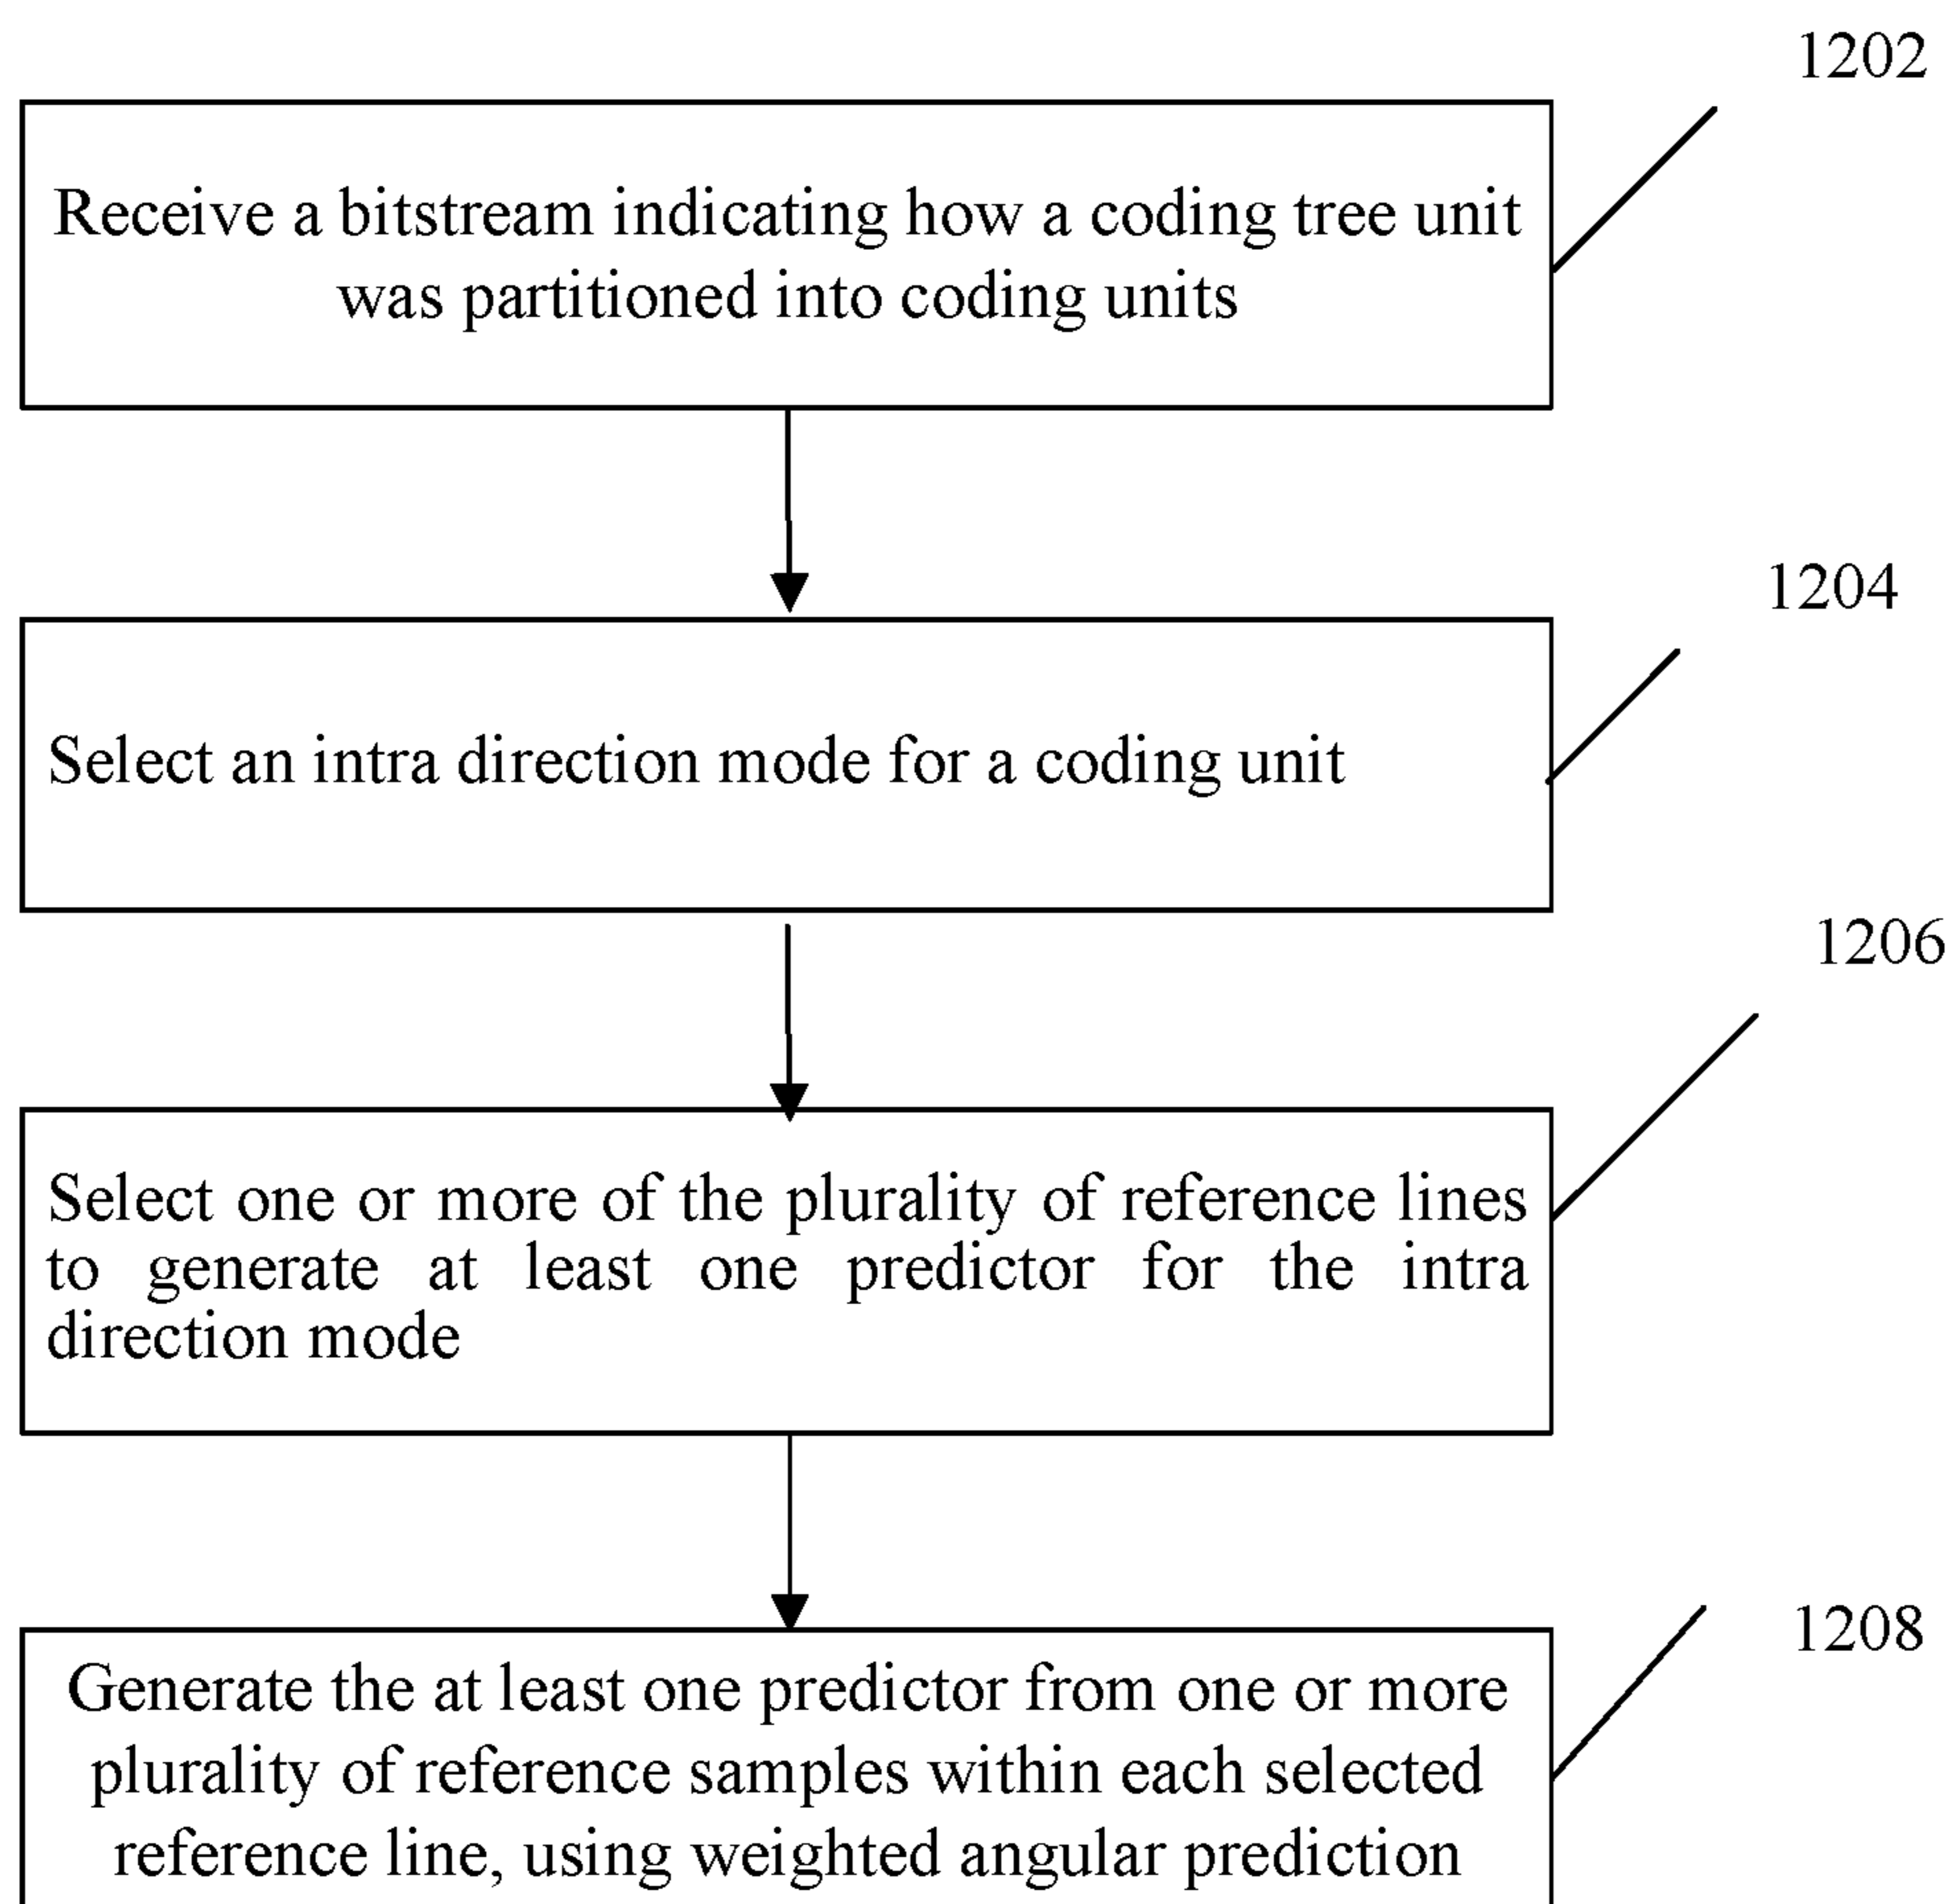 1202
Receive a bitstream indicating how a coding tree unit
was partitioned into coding units
1204
Select an intra direction mode for a coding unit
1206
Select one or more of the plurality of reference lines
to generate at least one predictor for the intra
direction mode
1208
Generate the at least one predictor from one or more
plurality of reference samples within each selected
reference line, using weighted angular prediction